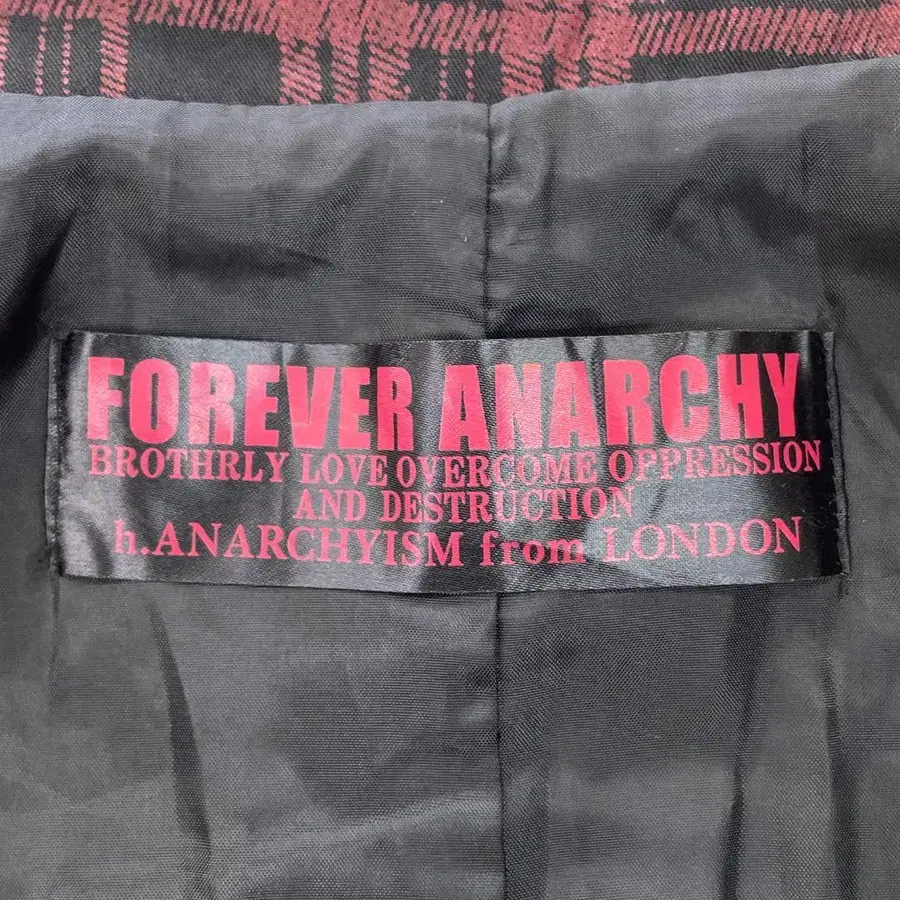 FOREVER ANARCHY
BROTHRLY LOVE OVERCOME OPPRESSION
AND DESTRUCTION
h.ANARCHYISM from LONDON